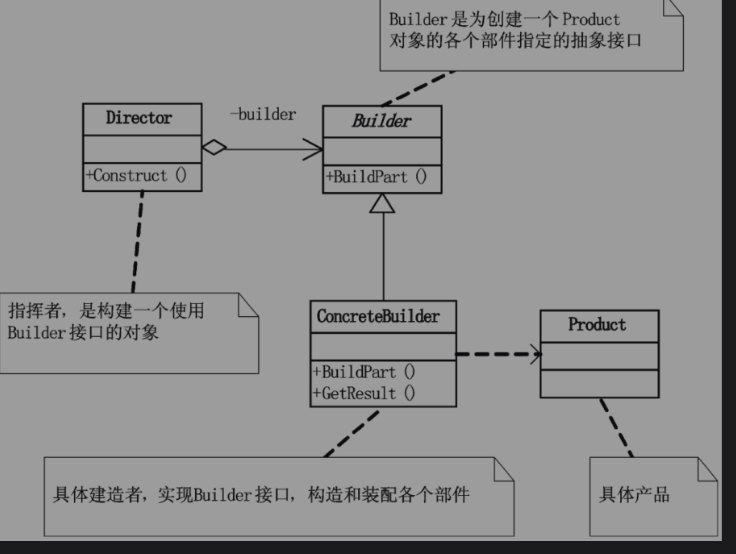 Builder是为创建一个Product
对象的各个部件指定的抽象接口
Director
-builder
Builder
+Construct ()
+BuildPart ()
指挥者，是构建一个使用
Builder接口的对象
ConcreteBuilder
Product
+BuildPart ()
+GetResult ()
具体建造者，实现Builder接口，构造和装配各个部件
具体产品